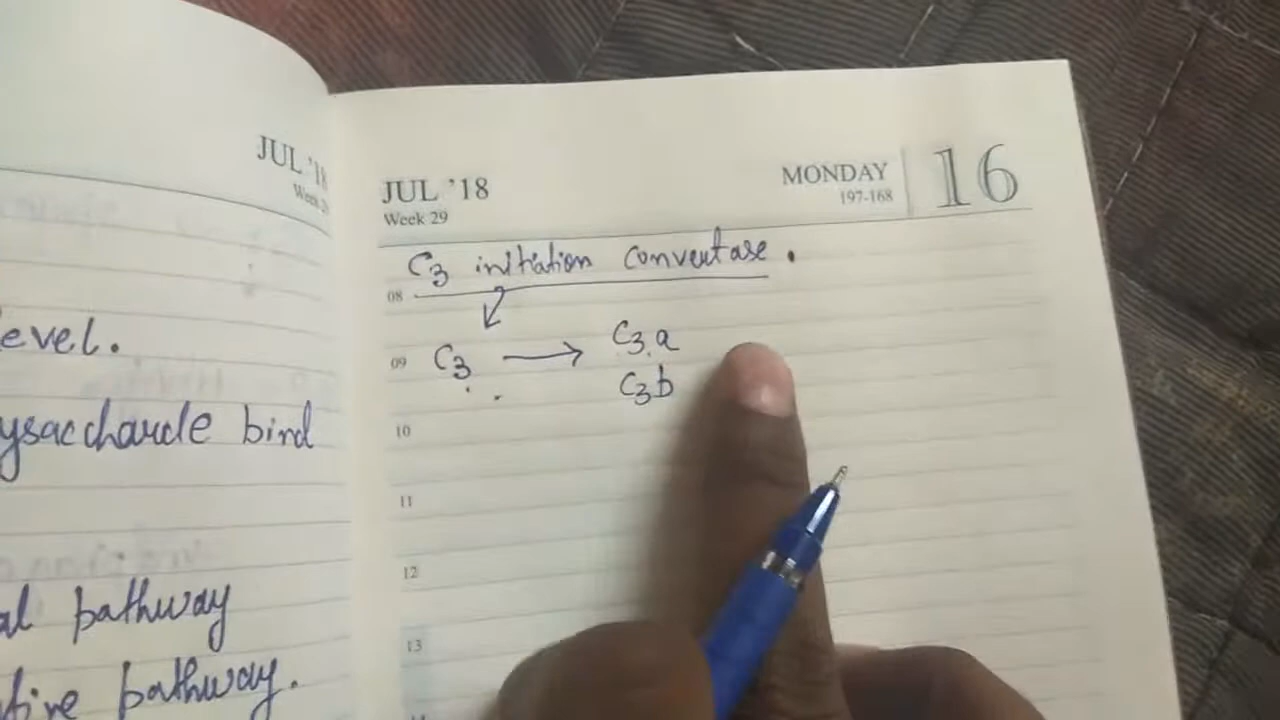 evel.
ysaccharide bind
al pathway
tive pathway.
JUL '18
Week
JUL '18
Week 29
MONDAY
197-168
16
C3 initiation convertase.
08
09 C3 → C3a
C3b
10
11
12
13